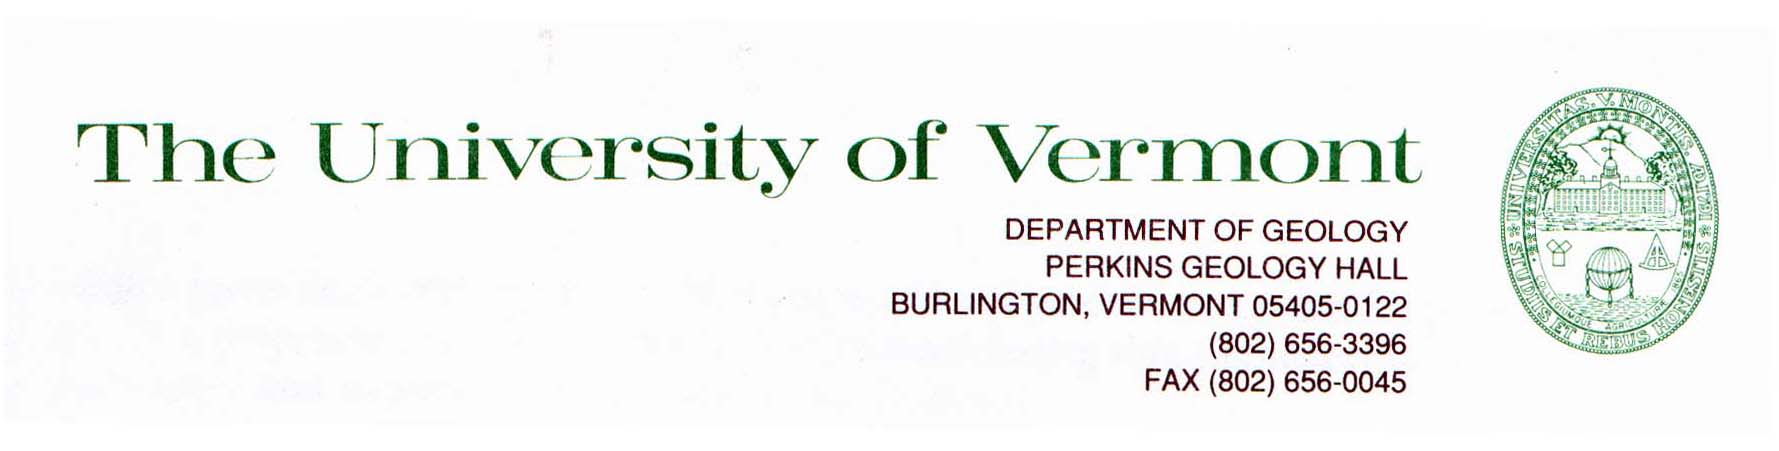 The University of Vermont
DEPARTMENT OF GEOLOGY
PERKINS GEOLOGY HALL
BURLINGTON, VERMONT 05405-0122
(802) 656-3396
FAX (802) 656-0045
UNIVERSITAS. V. MONTIS.
STUDIIS ET REBUS HONESTIS